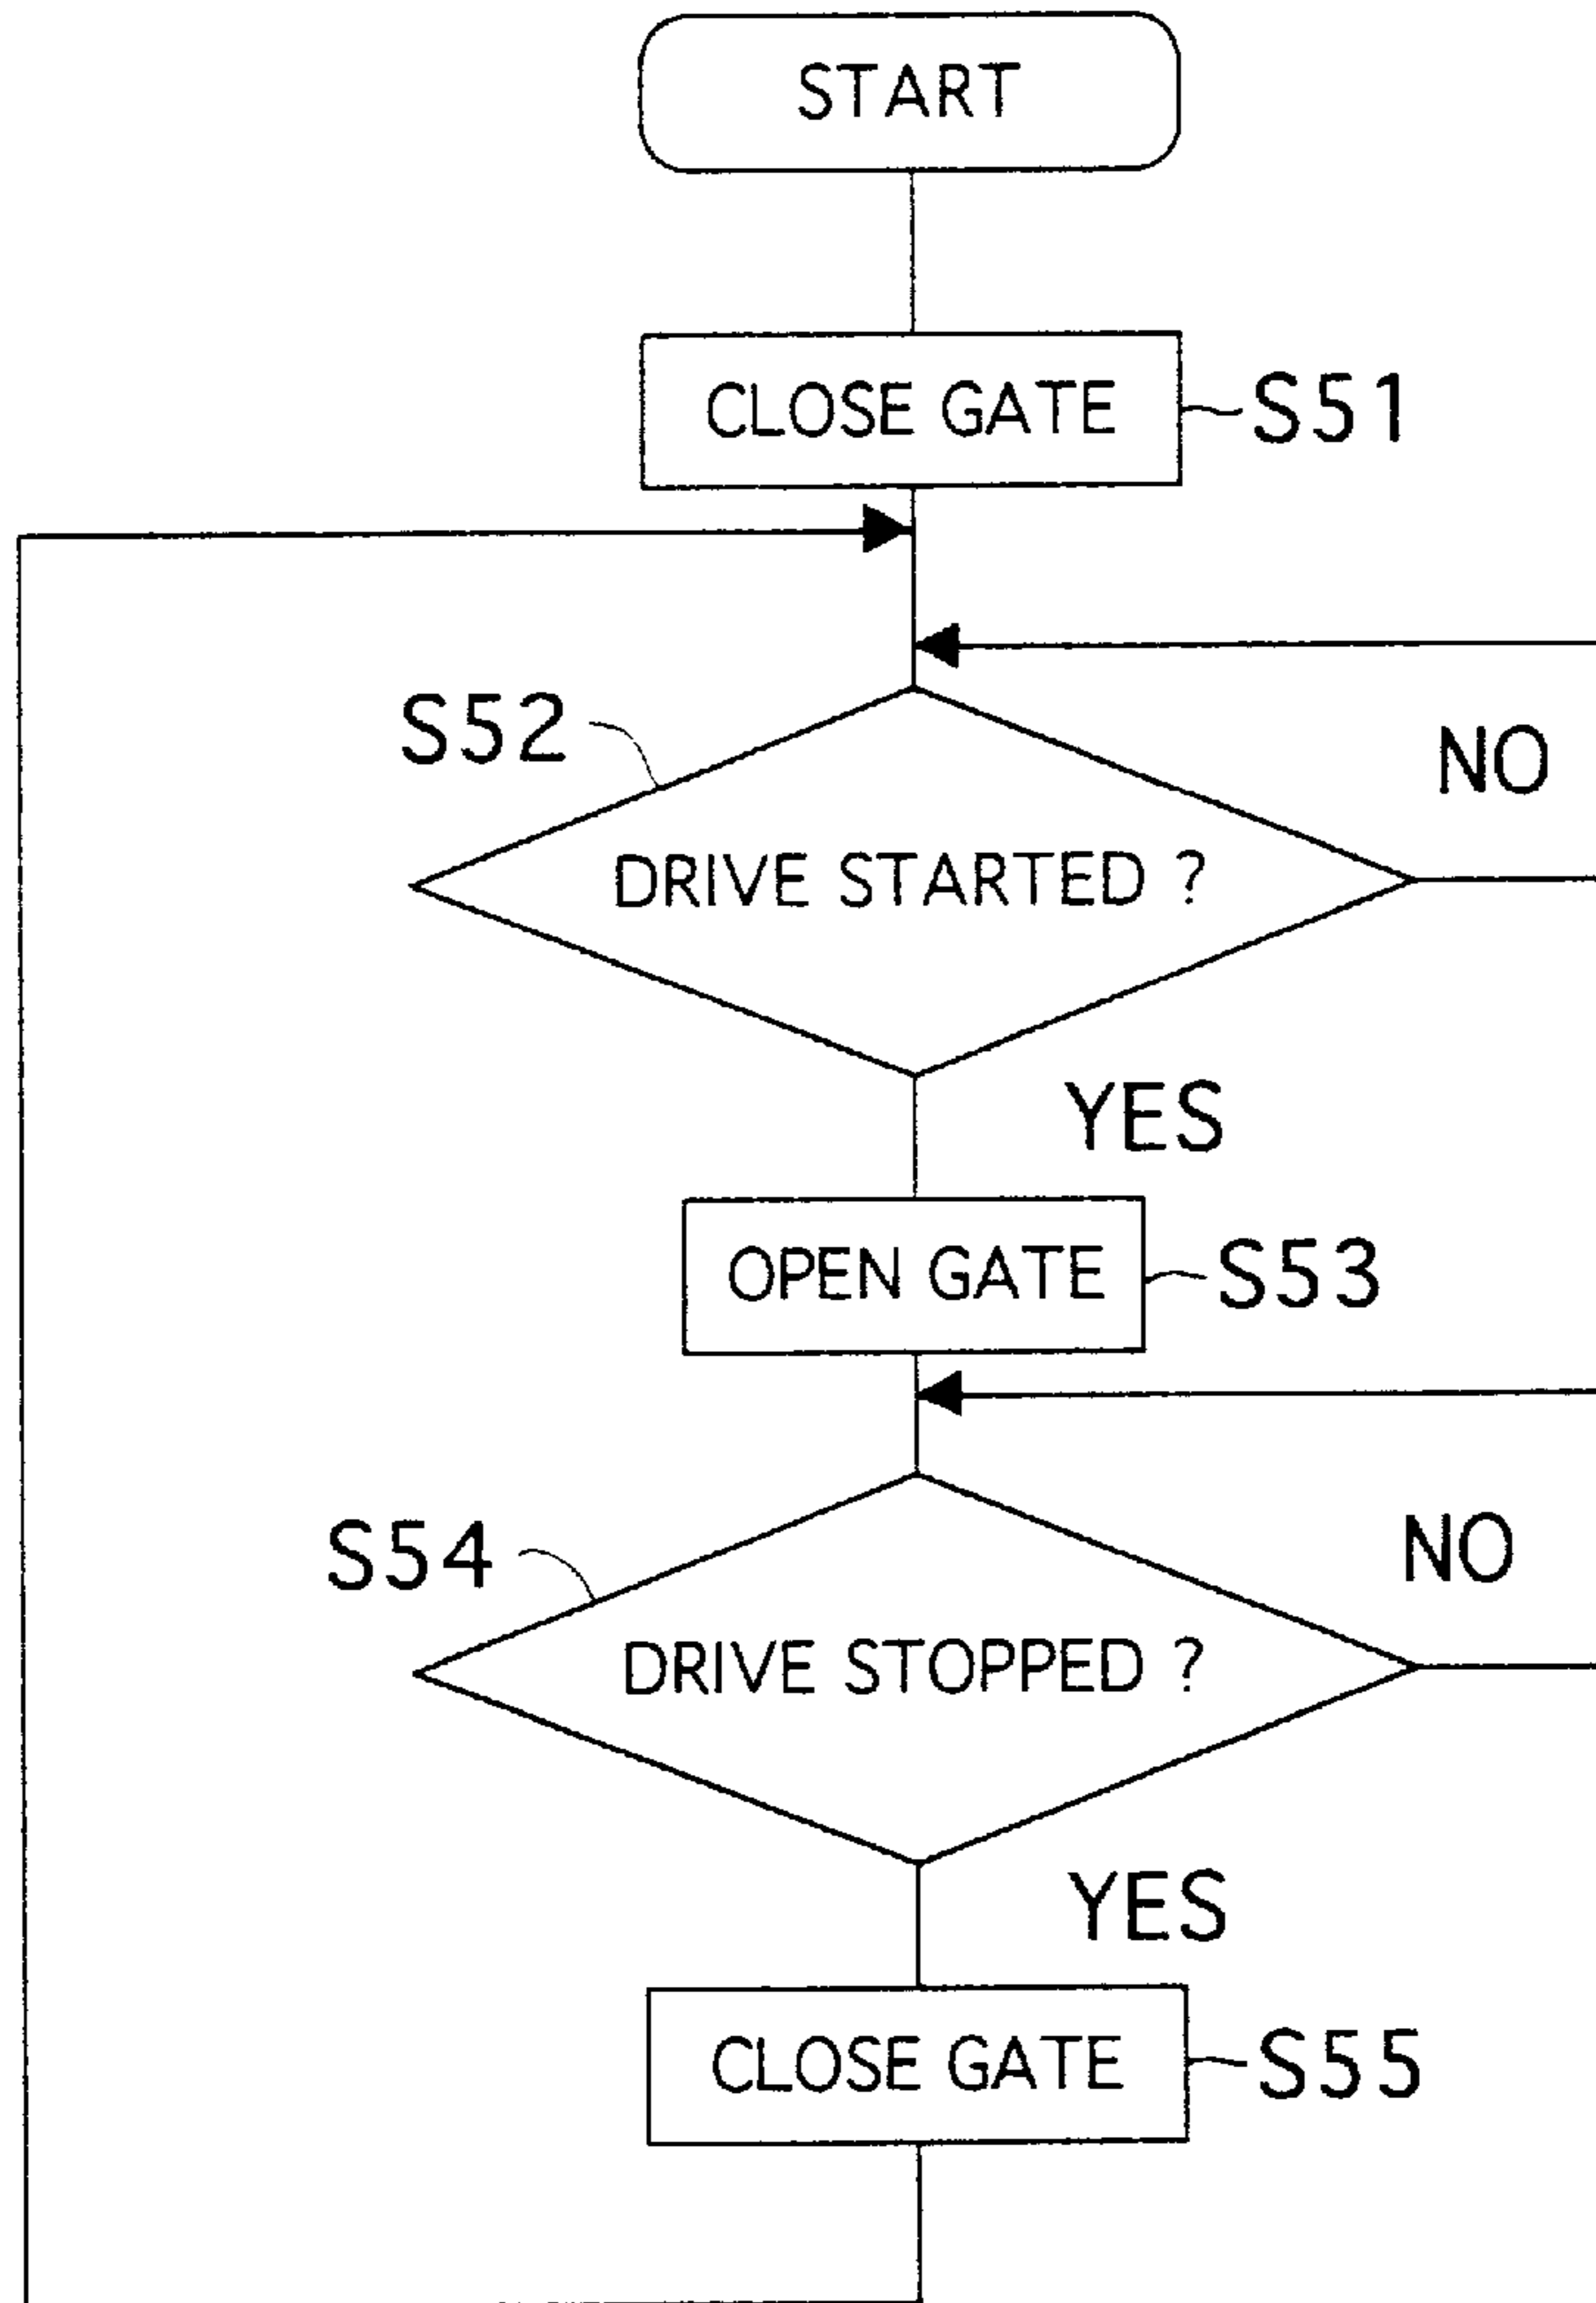 START
CLOSE GATE
S51
S52
NO
DRIVE STARTED ?
YES
OPEN GATE
S53
S54
NO
DRIVE STOPPED ?
YES
CLOSE GATE
S55